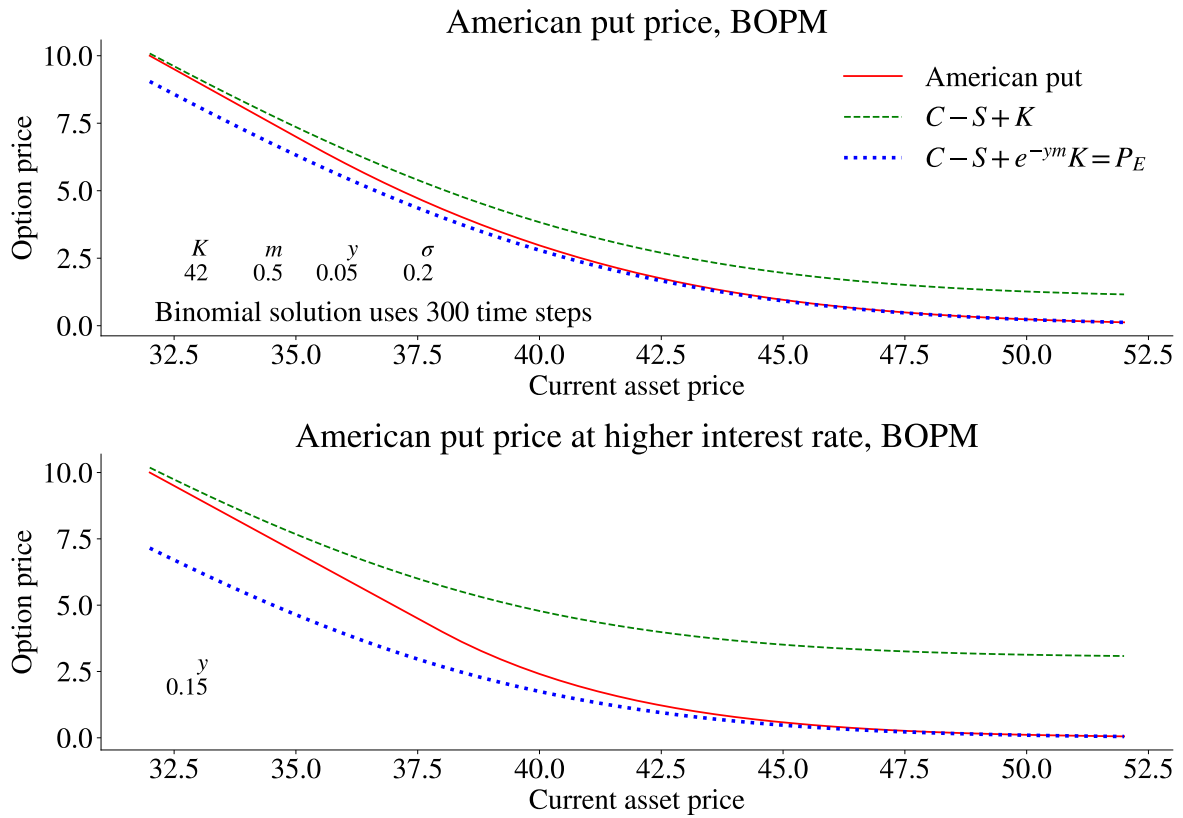 American put price, BOPM
Option price
10.0
7.5
5.0
2.5
0.0
American put
C − S + K
C − S + e^{−ym}K = P_E
K m y σ
42 0.5 0.05 0.2
Binomial solution uses 300 time steps
32.5 35.0 37.5 40.0 42.5 45.0 47.5 50.0 52.5
Current asset price
American put price at higher interest rate, BOPM
Option price
10.0
7.5
5.0
2.5
0.0
y
0.15
32.5 35.0 37.5 40.0 42.5 45.0 47.5 50.0 52.5
Current asset price